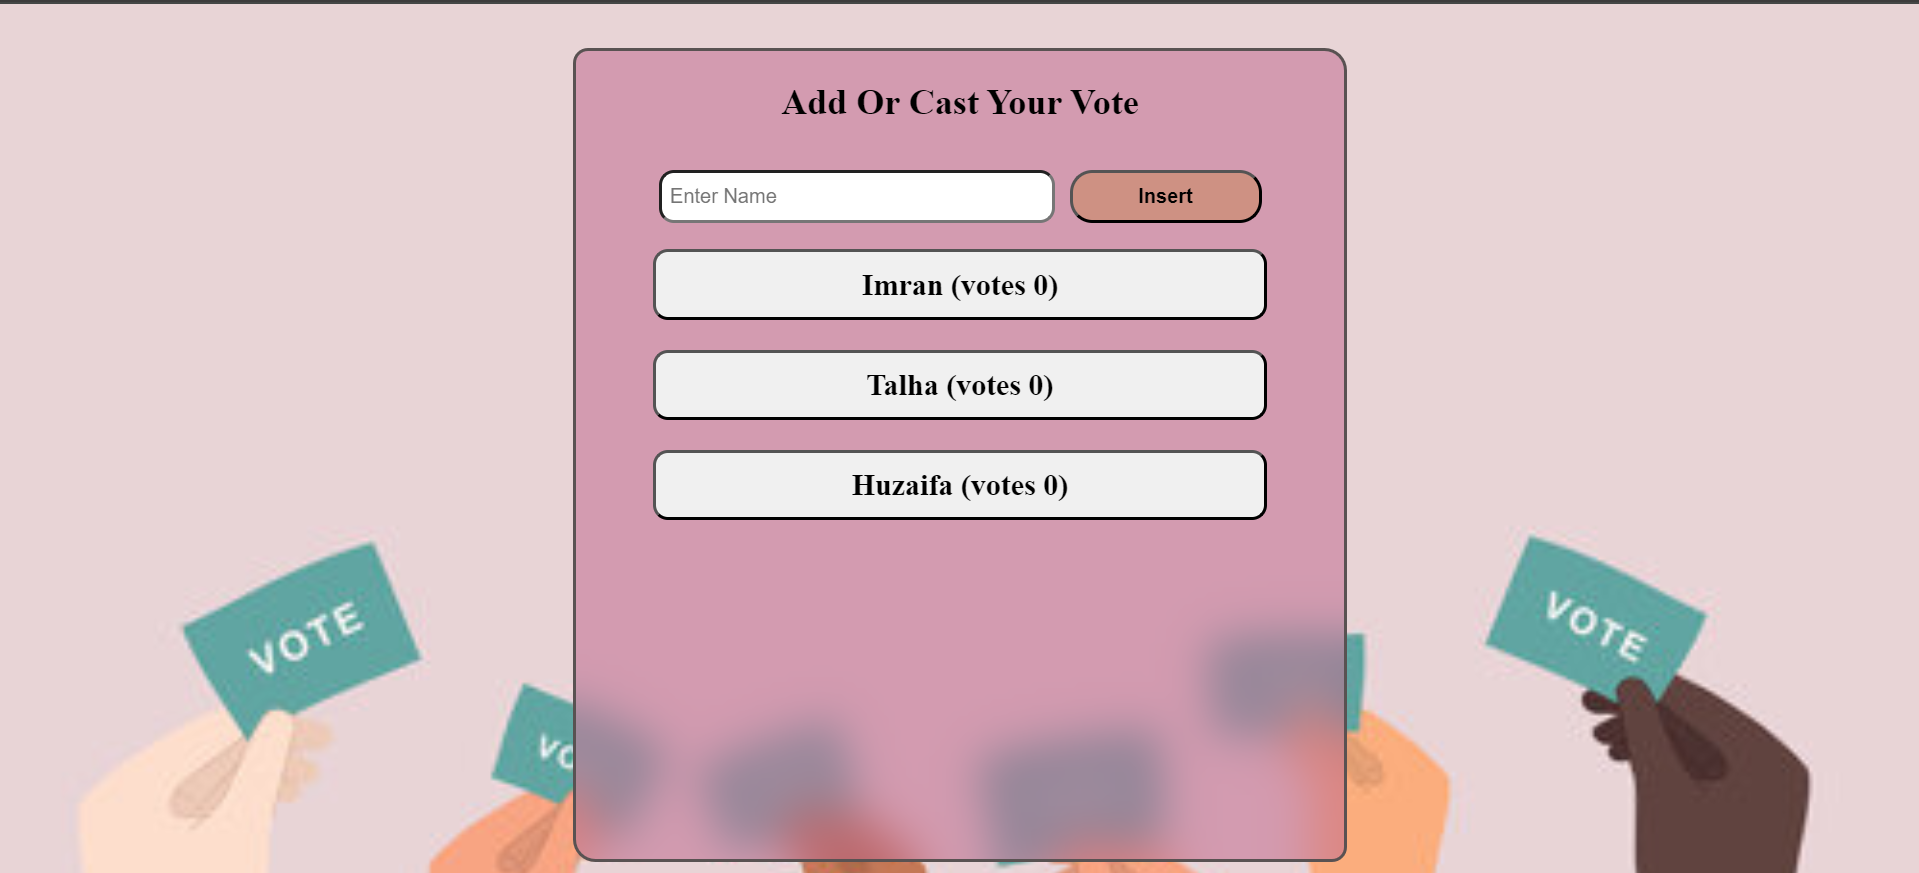 Add Or Cast Your Vote
Enter Name
Insert
Imran (votes 0)
Talha (votes 0)
Huzaifa (votes 0)
VOTE
VOTE
VO